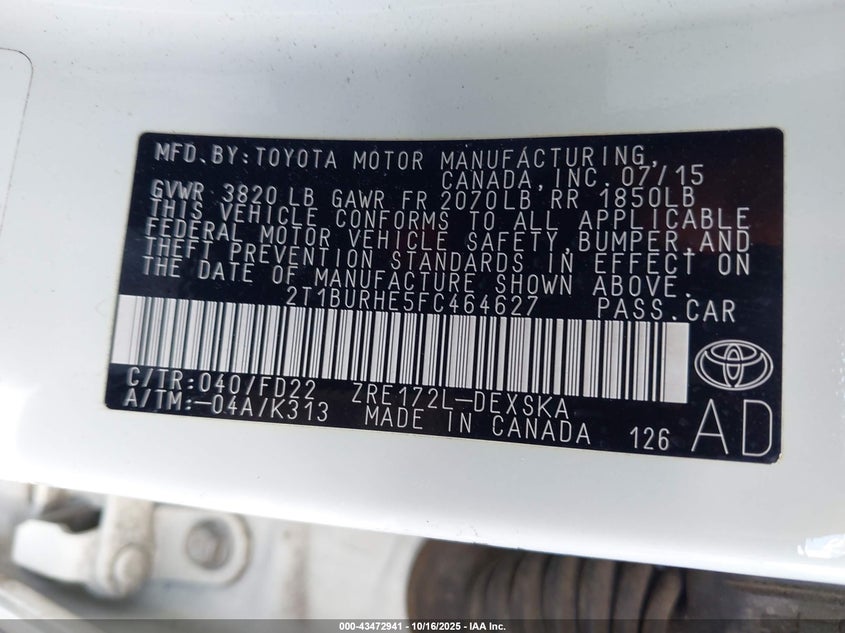 MFD.BY:TOYOTA MOTOR MANUFACTURING,
CANADA,INC. 07/15
GVWR 3820 LB GAWR FR 2070LB RR 1850LB
THIS VEHICLE CONFORMS TO ALL APPLICABLE
FEDERAL MOTOR VEHICLE SAFETY,BUMPER,AND
THEFT PREVENTION STANDARDS IN EFFECT ON
THE DATE OF MANUFACTURE SHOWN ABOVE.
2T1BURHE5FC464627 PASS.CAR
C/TR:040/FD22 ZRE172L-DEXSKA
A/TM:-04A/K313 MADE IN CANADA 126 AD
000-43472941 | 10/16/2025 – IAA Inc.